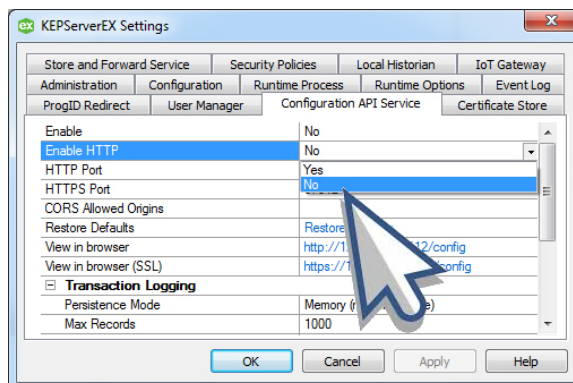 KEPServerEX Settings
Store and Forward Service Security Policies Local Historian IoT Gateway
Administration Configuration Runtime Process Runtime Options Event Log
ProgID Redirect User Manager Configuration API Service Certificate Store
Enable No
Enable HTTP No
HTTP Port Yes
No
HTTPS Port
CORS Allowed Origins
Restore Defaults Restore
View in browser http://1 12/config
View in browser (SSL) https://1 config
Transaction Logging
Persistence Mode Memory
Max Records 1000
OK Cancel Apply Help